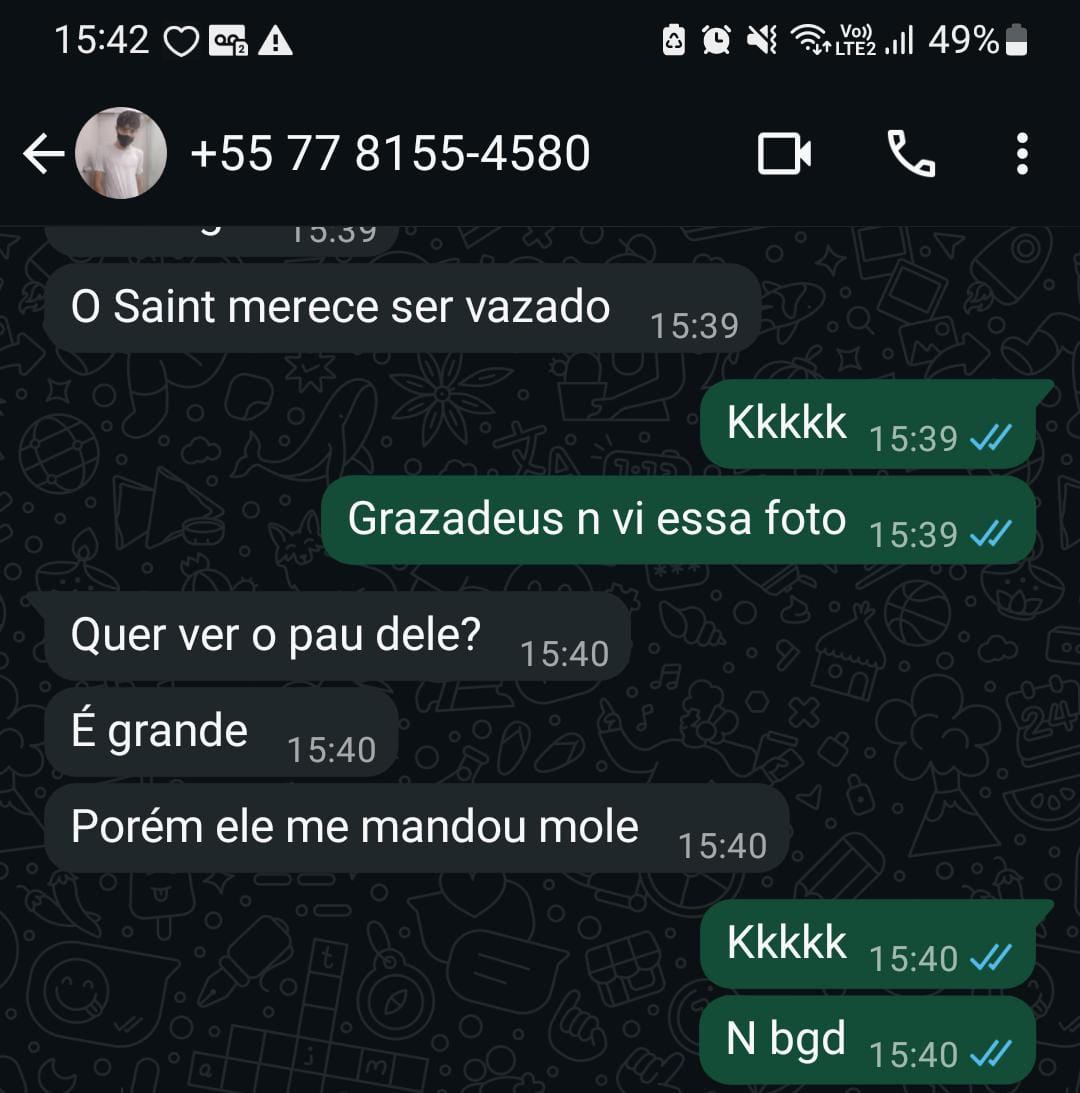 15:42 49%
Vo))
LTE2
+55 77 8155-4580
15:39
O Saint merece ser vazado 15:39
Kkkkk 15:39
Grazadeus n vi essa foto 15:39
Quer ver o pau dele? 15:40
É grande 15:40
Porém ele me mandou mole 15:40
Kkkkk 15:40
N bgd 15:40